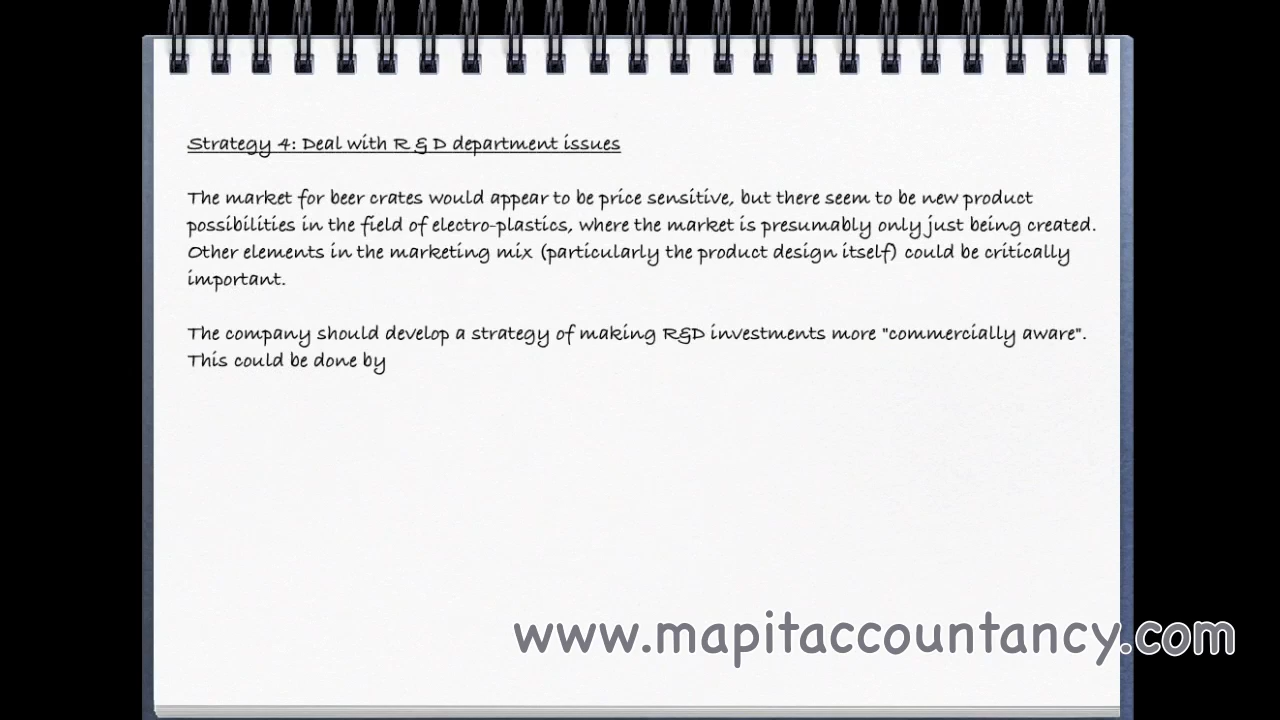 Strategy 4: Deal with R & D department issues
The market for beer crates would appear to be price sensitive, but there seem to be new product
possibilities in the field of electro-plastics, where the market is presumably only just being created.
Other elements in the marketing mix (particularly the product design itself) could be critically
important.
The company should develop a strategy of making R&D investments more "commercially aware".
This could be done by
www.mapitaccountancy.com